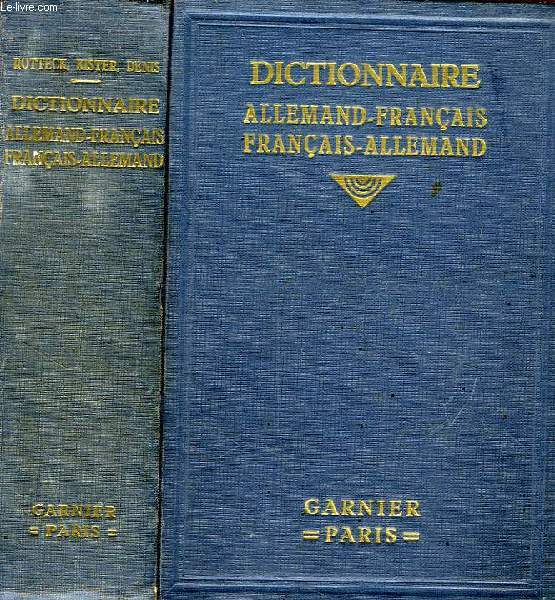 Le-livre.com
ROTTECK, KISTER, DENIS
DICTIONNAIRE
ALLEMAND-FRANÇAIS
FRANÇAIS-ALLEMAND
GARNIER
= PARIS =
DICTIONNAIRE
ALLEMAND-FRANÇAIS
FRANÇAIS-ALLEMAND
GARNIER
= PARIS =